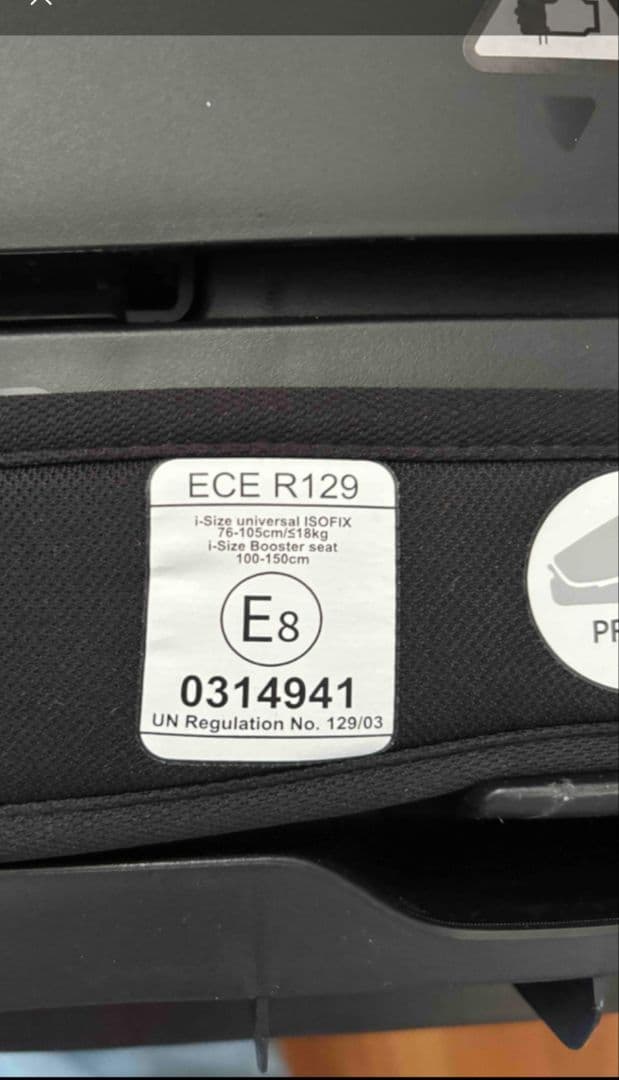 ECE R129
i-Size universal ISOFIX
76-105cm/≤18kg
i-Size Booster seat
100-150cm
E8
0314941
UN Regulation No. 129/03